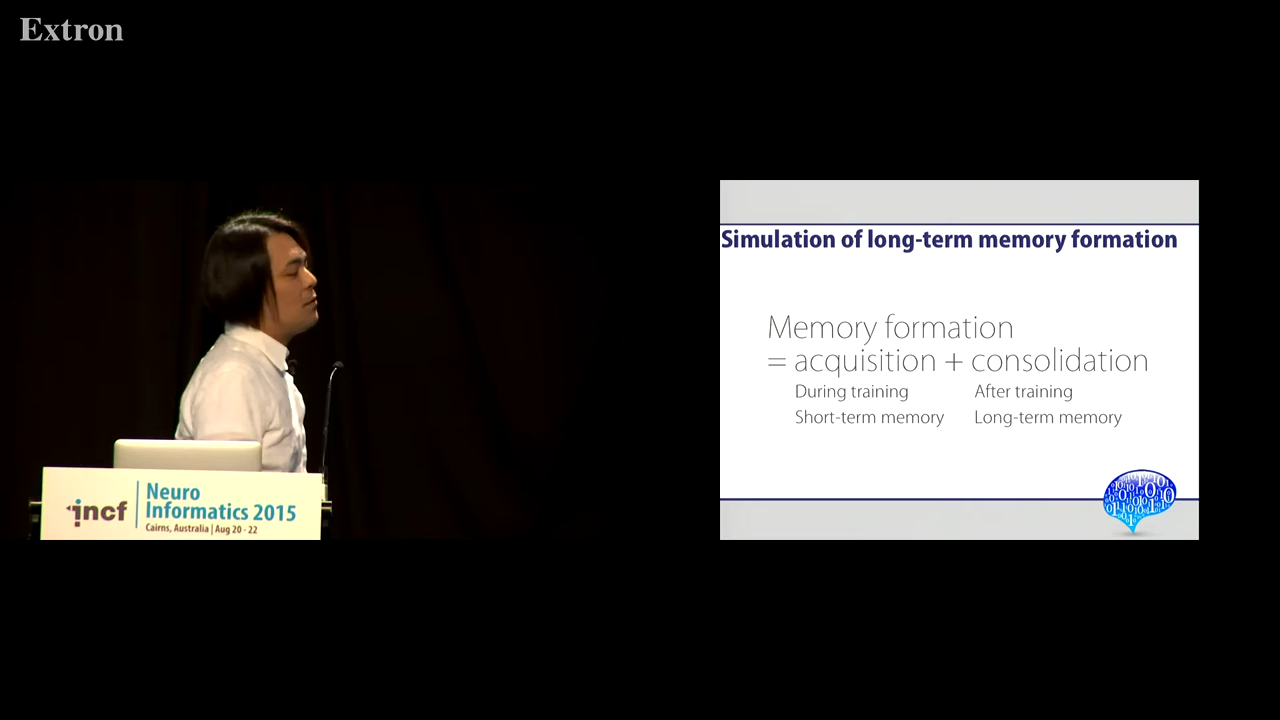 Extron
incf
Neuro
Informatics 2015
Cairns, Australia | Aug 20 - 22
Simulation of long-term memory formation
Memory formation
= acquisition + consolidation
During training After training
Short-term memory Long-term memory